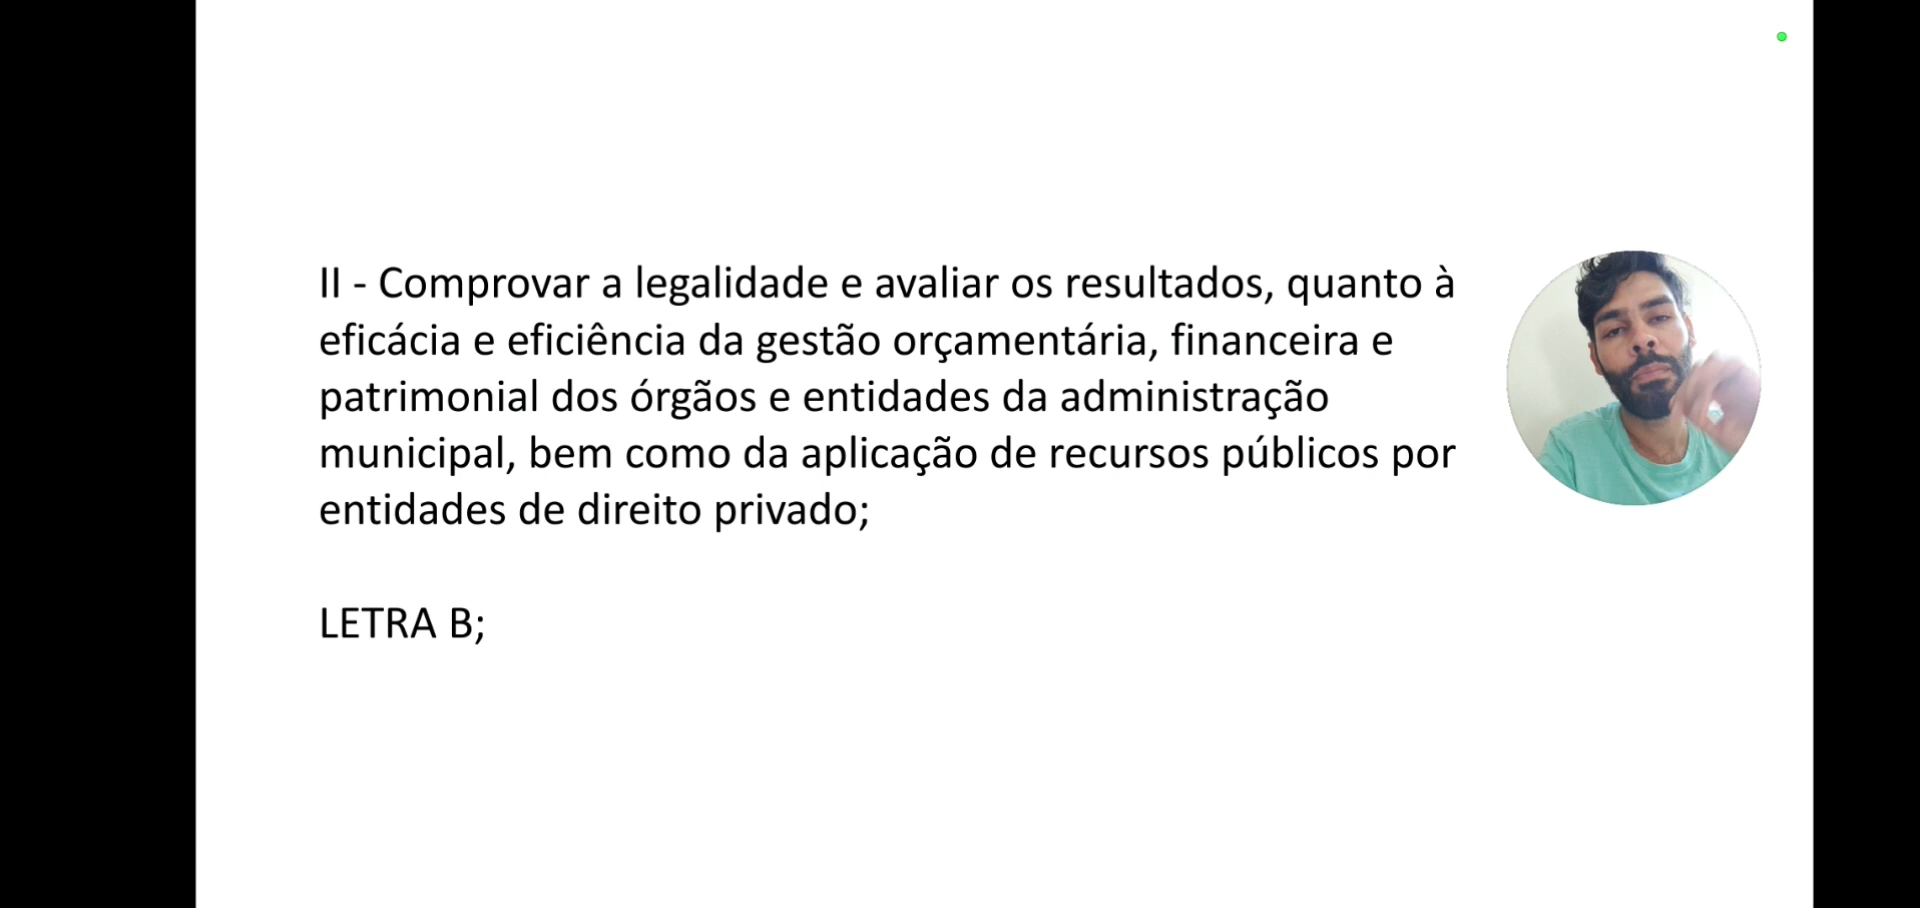 II - Comprovar a legalidade e avaliar os resultados, quanto à
eficácia e eficiência da gestão orçamentária, financeira e
patrimonial dos órgãos e entidades da administração
municipal, bem como da aplicação de recursos públicos por
entidades de direito privado;
LETRA B;